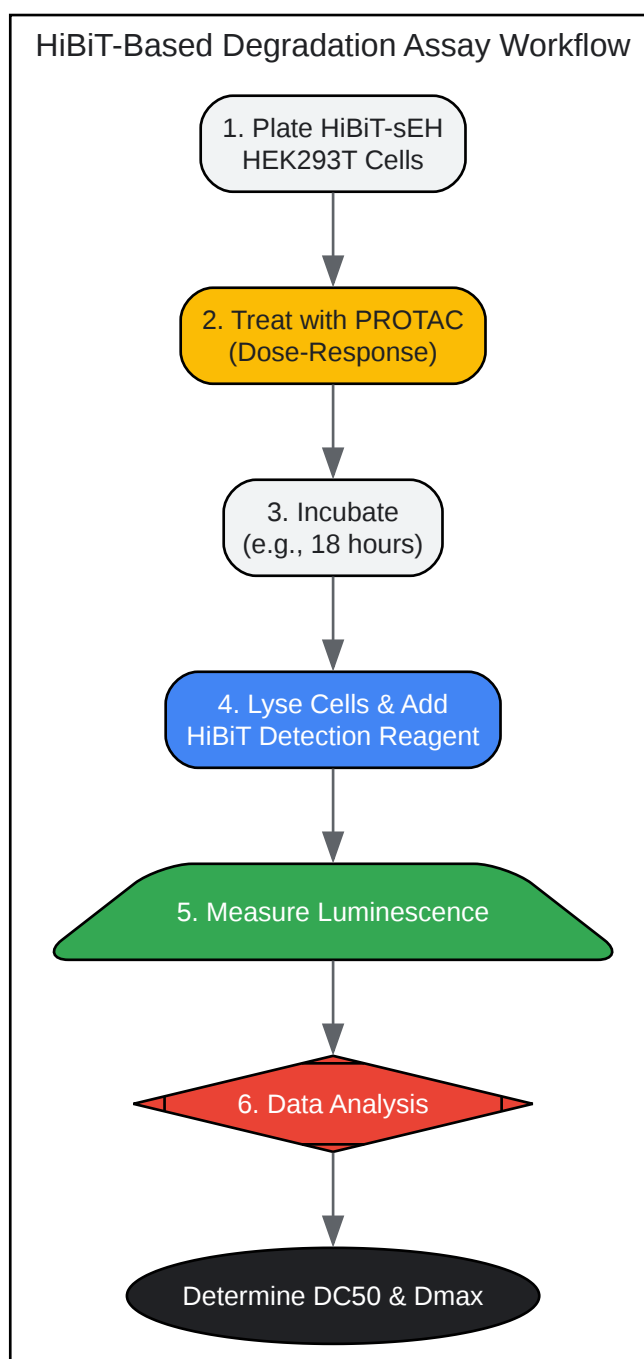 HiBiT-Based Degradation Assay Workflow
1. Plate HiBiT-sEH
HEK293T Cells
2. Treat with PROTAC
(Dose-Response)
3. Incubate
(e.g., 18 hours)
4. Lyse Cells & Add
HiBiT Detection Reagent
5. Measure Luminescence
6. Data Analysis
Determine DC50 & Dmax